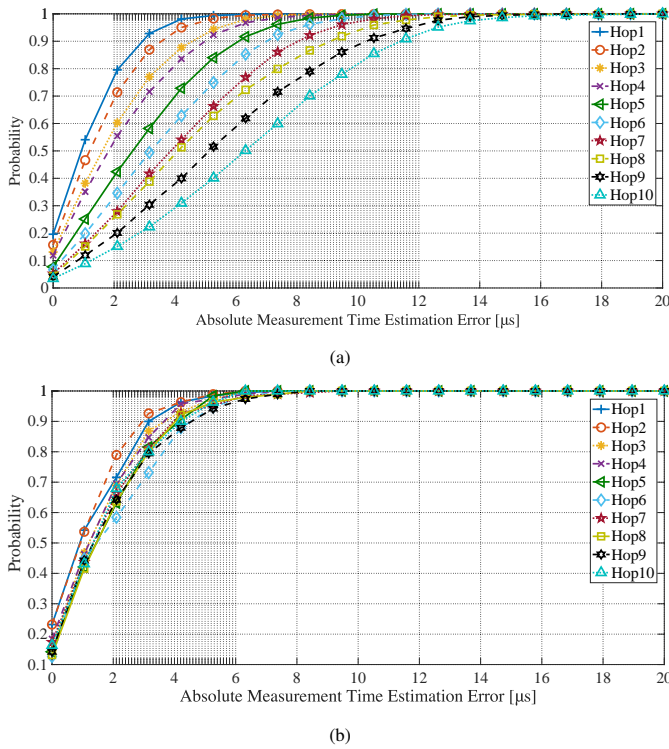 1
0.9
0.8
0.7
0.6
0.5
0.4
0.3
0.2
0.1
0
Probability
0 2 4 6 8 10 12 14 16 18 20
Absolute Measurement Time Estimation Error [µs]
Hop1
Hop2
Hop3
Hop4
Hop5
Hop6
Hop7
Hop8
Hop9
Hop10
(a)
1
0.9
0.8
0.7
0.6
0.5
0.4
0.3
0.2
0.1
Probability
0 2 4 6 8 10 12 14 16 18 20
Absolute Measurement Time Estimation Error [µs]
Hop1
Hop2
Hop3
Hop4
Hop5
Hop6
Hop7
Hop8
Hop9
Hop10
(b)